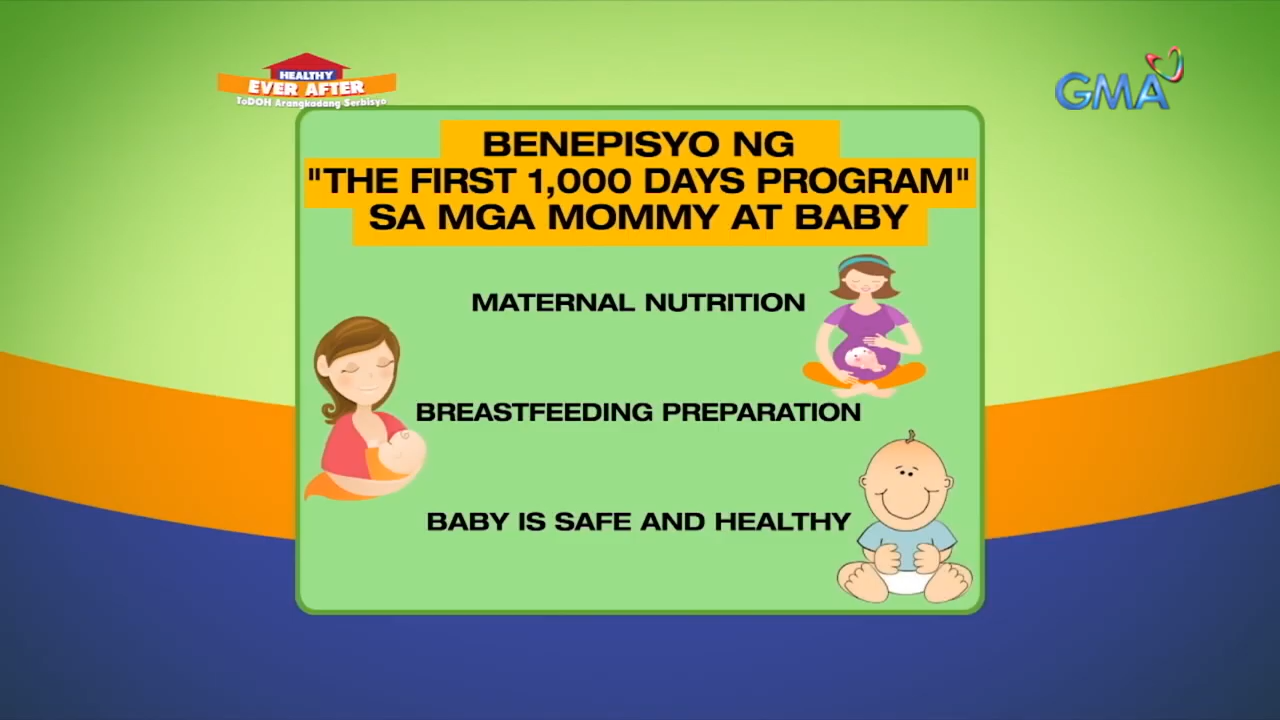 HEALTHY
EVER AFTER
ToDOH Arangkadang Serbisyo
GMA
BENEPISYO NG
"THE FIRST 1,000 DAYS PROGRAM"
SA MGA MOMMY AT BABY
MATERNAL NUTRITION
BREASTFEEDING PREPARATION
BABY IS SAFE AND HEALTHY